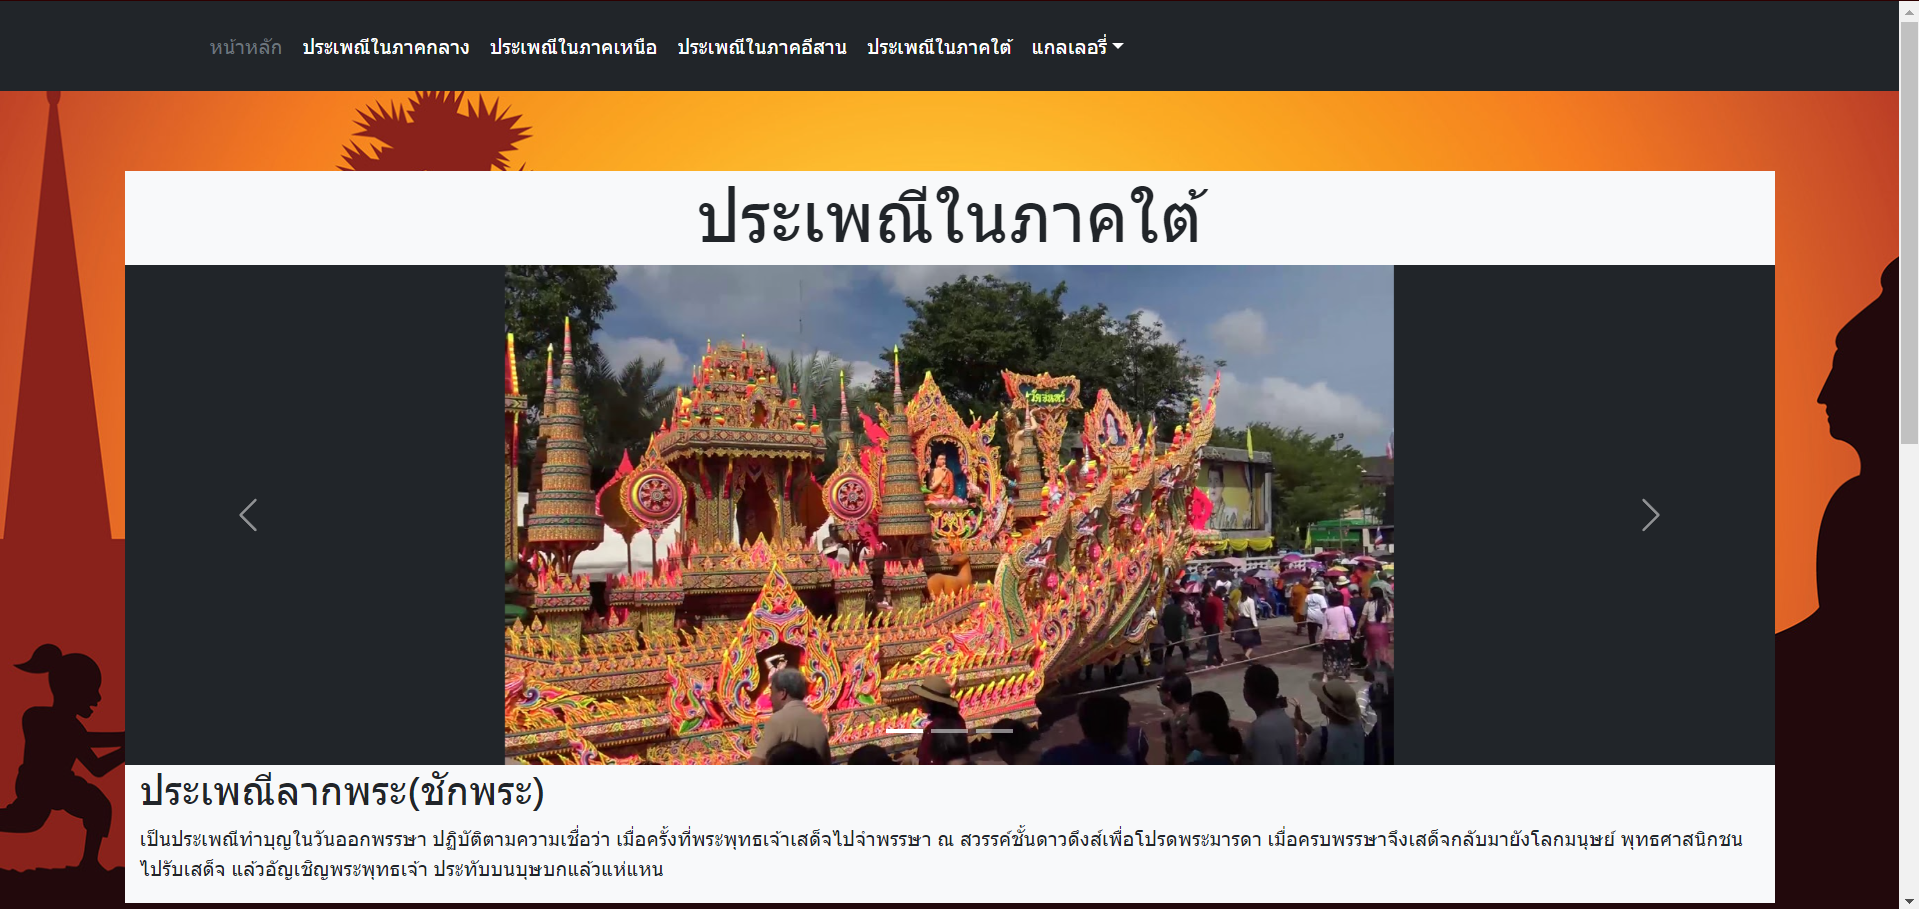 หน้าหลัก ประเพณีในภาคกลาง ประเพณีในภาคเหนือ ประเพณีในภาคอีสาน ประเพณีในภาคใต้ แกลเลอรี่
ประเพณีในภาคใต้
ประเพณีลากพระ(ชักพระ)
เป็นประเพณีทำบุญในวันออกพรรษา ปฏิบัติตามความเชื่อว่า เมื่อครั้งที่พระพุทธเจ้าเสด็จไปจำพรรษา ณ สวรรค์ชั้นดาวดึงส์เพื่อโปรดพระมารดา เมื่อครบพรรษาจึงเสด็จกลับมายังโลกมนุษย์ พุทธศาสนิกชน
ไปรับเสด็จ แล้วอัญเชิญพระพุทธเจ้า ประทับบนบุษบกแล้วแห่แหน